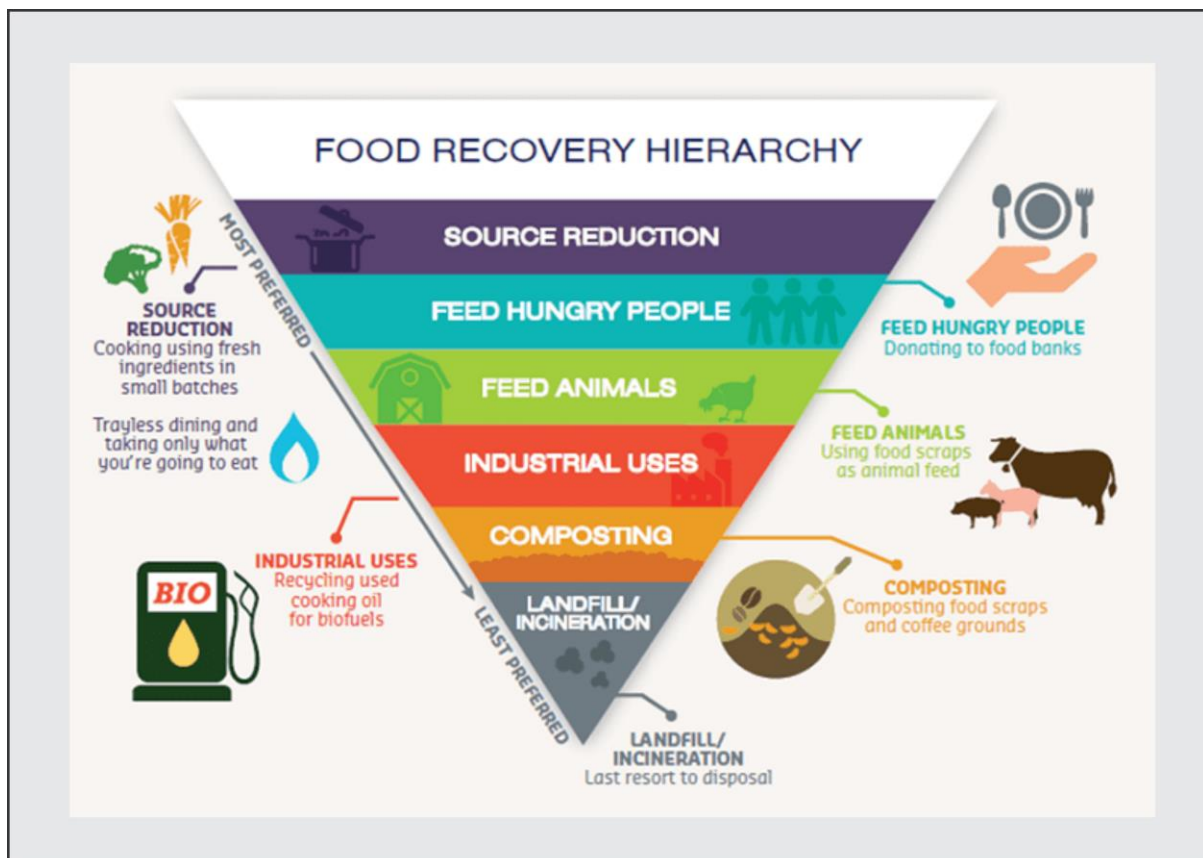 FOOD RECOVERY HIERARCHY
MOST PREFERRED
SOURCE REDUCTION
FEED HUNGRY PEOPLE
FEED ANIMALS
INDUSTRIAL USES
COMPOSTING
LANDFILL/
INCINERATION
LEAST PREFERRED
SOURCE
REDUCTION
Cooking using fresh
ingredients in
small batches
Trayless dining and
taking only what
you're going to eat
FEED HUNGRY PEOPLE
Donating to food banks
FEED ANIMALS
Using food scraps
as animal feed
INDUSTRIAL USES
Recycling used
cooking oil
for biofuels
BIO
COMPOSTING
Composting food scraps
and coffee grounds
LANDFILL/
INCINERATION
Last resort to disposal